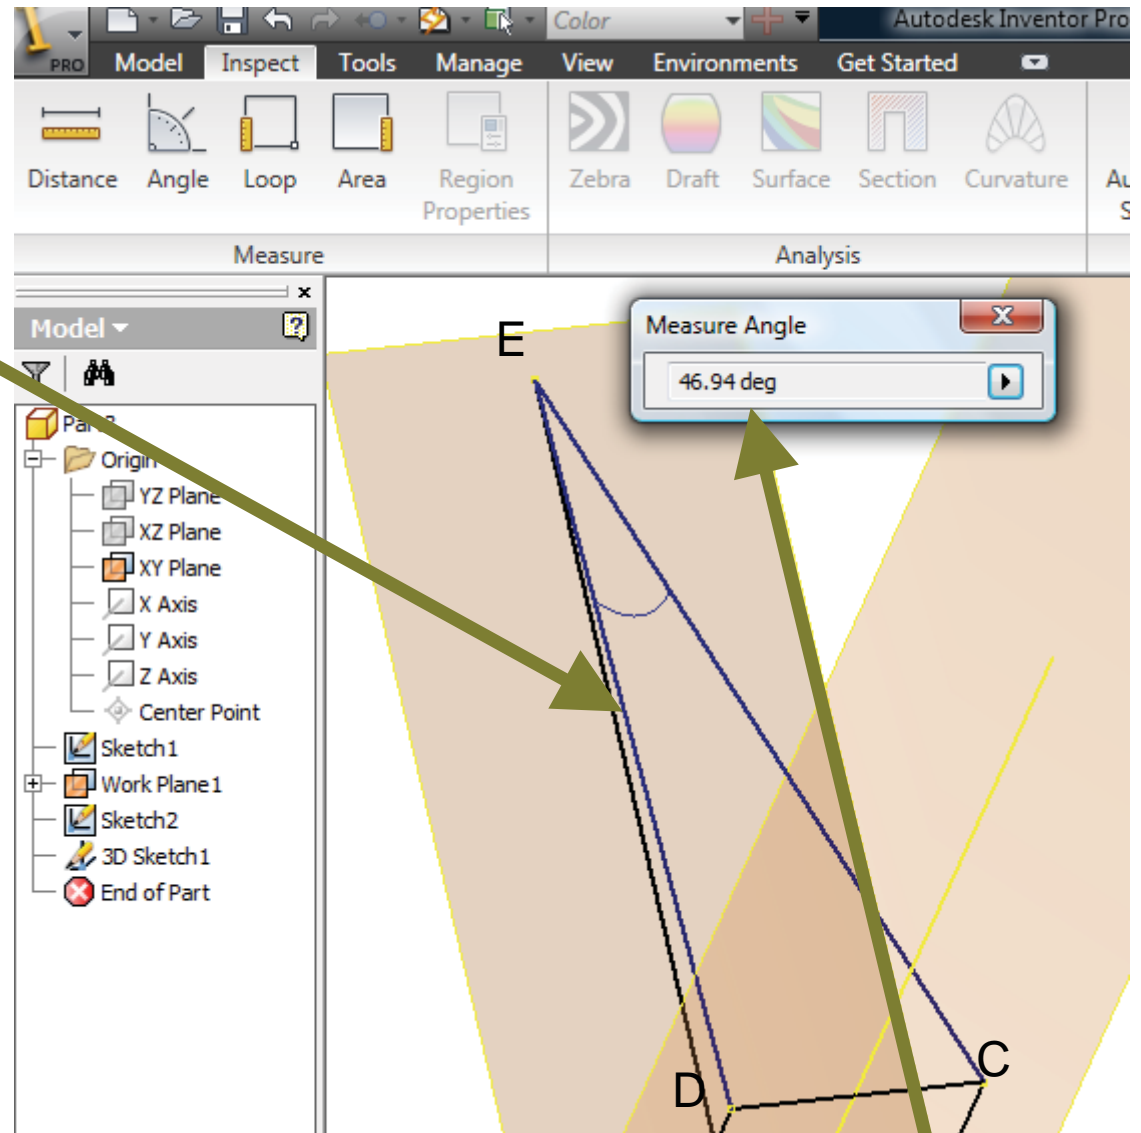 Color
Autodesk Inventor Pro
PRO Model Inspect Tools Manage View Environments Get Started
Distance Angle Loop Area Region Properties Zebra Draft Surface Section Curvature
Measure Analysis
Model
E
Measure Angle
46.94 deg
Origin
YZ Plane
XZ Plane
XY Plane
X Axis
Y Axis
Z Axis
Center Point
Sketch1
Work Plane1
Sketch2
3D Sketch1
End of Part
D
C